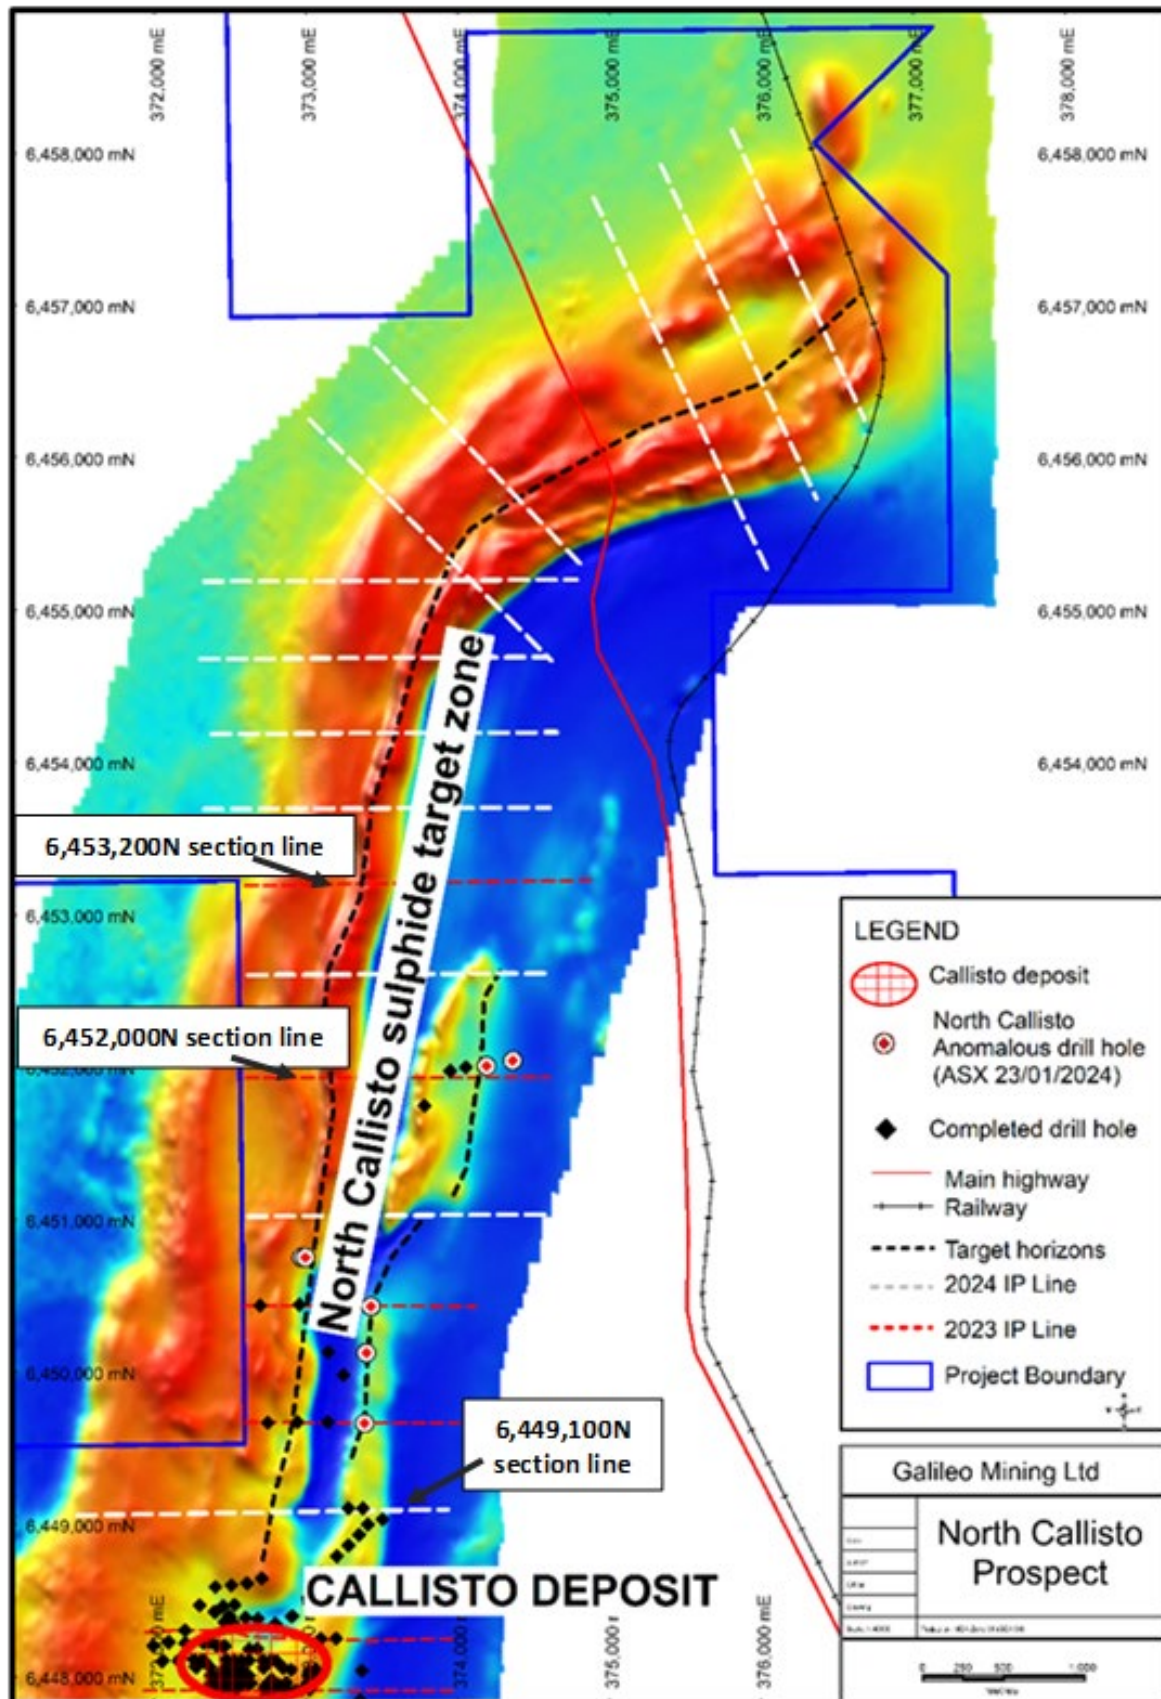 372,000 mE
373,000 mE
374,000 mE
375,000 mE
376,000 mE
377,000 mE
378,000 mE
6,458,000 mN
6,458,000 mN
6,457,000 mN
6,457,000 mN
6,456,000 mN
6,456,000 mN
6,455,000 mN
6,455,000 mN
6,454,000 mN
6,454,000 mN
North Callisto sulphide target zone
6,453,200N section line
6,453,000 mN
6,452,000N section line
6,451,000 mN
6,450,000 mN
6,449,100N
section line
6,449,000 mN
CALLISTO DEPOSIT
6,448,000 mN
374,000
375,000
376,000 mE
LEGEND
Callisto deposit
North Callisto
Anomalous drill hole
(ASX 23/01/2024)
Completed drill hole
Main highway
Railway
Target horizons
2024 IP Line
2023 IP Line
Project Boundary
Galileo Mining Ltd
North Callisto
Prospect
0 250 500 1,000